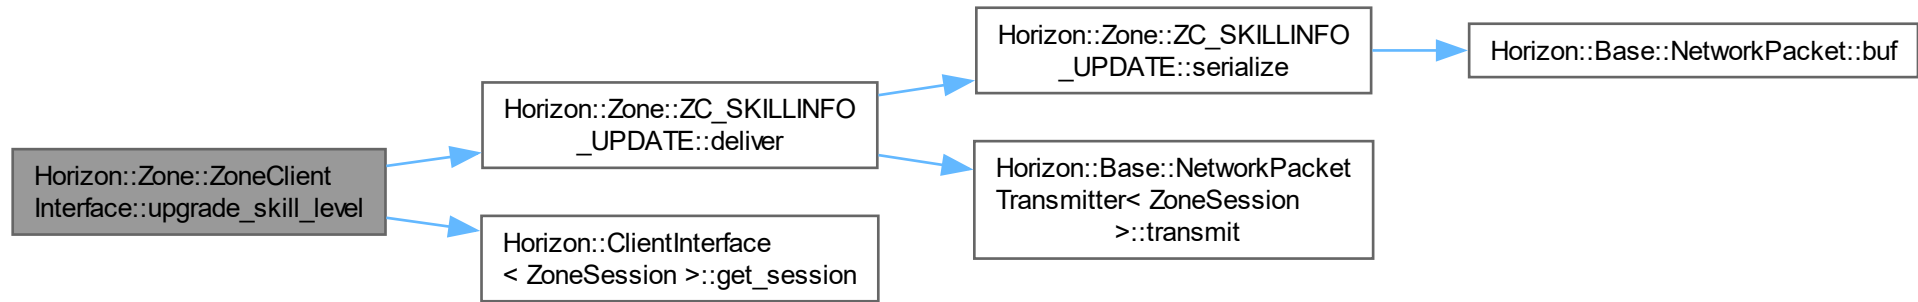 Horizon::Zone::ZoneClient
Interface::upgrade_skill_level
Horizon::Zone::ZC_SKILLINFO
_UPDATE::deliver
Horizon::ClientInterface
< ZoneSession >::get_session
Horizon::Zone::ZC_SKILLINFO
_UPDATE::serialize
Horizon::Base::NetworkPacket
Transmitter< ZoneSession
>::transmit
Horizon::Base::NetworkPacket::buf